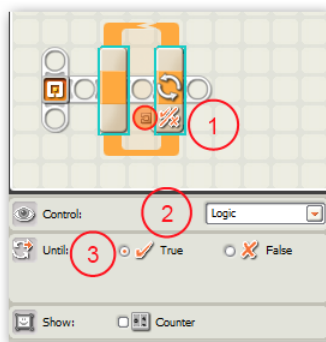 1
Control:
2
Logic
Until:
3
True
False
Show:
Counter